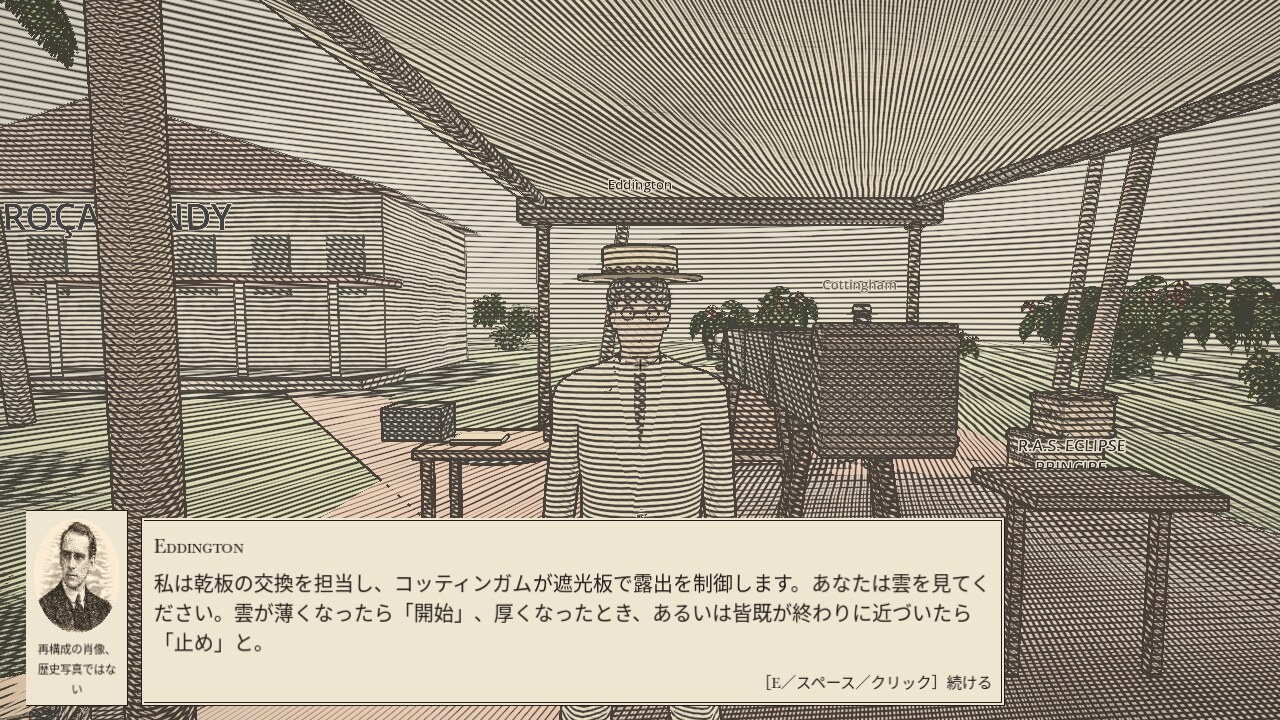 Eddington
Cottingham
ROÇA
NDY
R.A.S. ECLIPSE
PRINCIPE
Eddington
私は乾板の交換を担当し、コッティンガムが遮光板で露出を制御します。あなたは雲を見てく
ださい。雲が薄くなったら「開始」、厚くなったとき、あるいは皆既が終わりに近づいたら
「止め」と。
再構成の肖像、
歴史写真ではな
い
［E／スペース／クリック］続ける